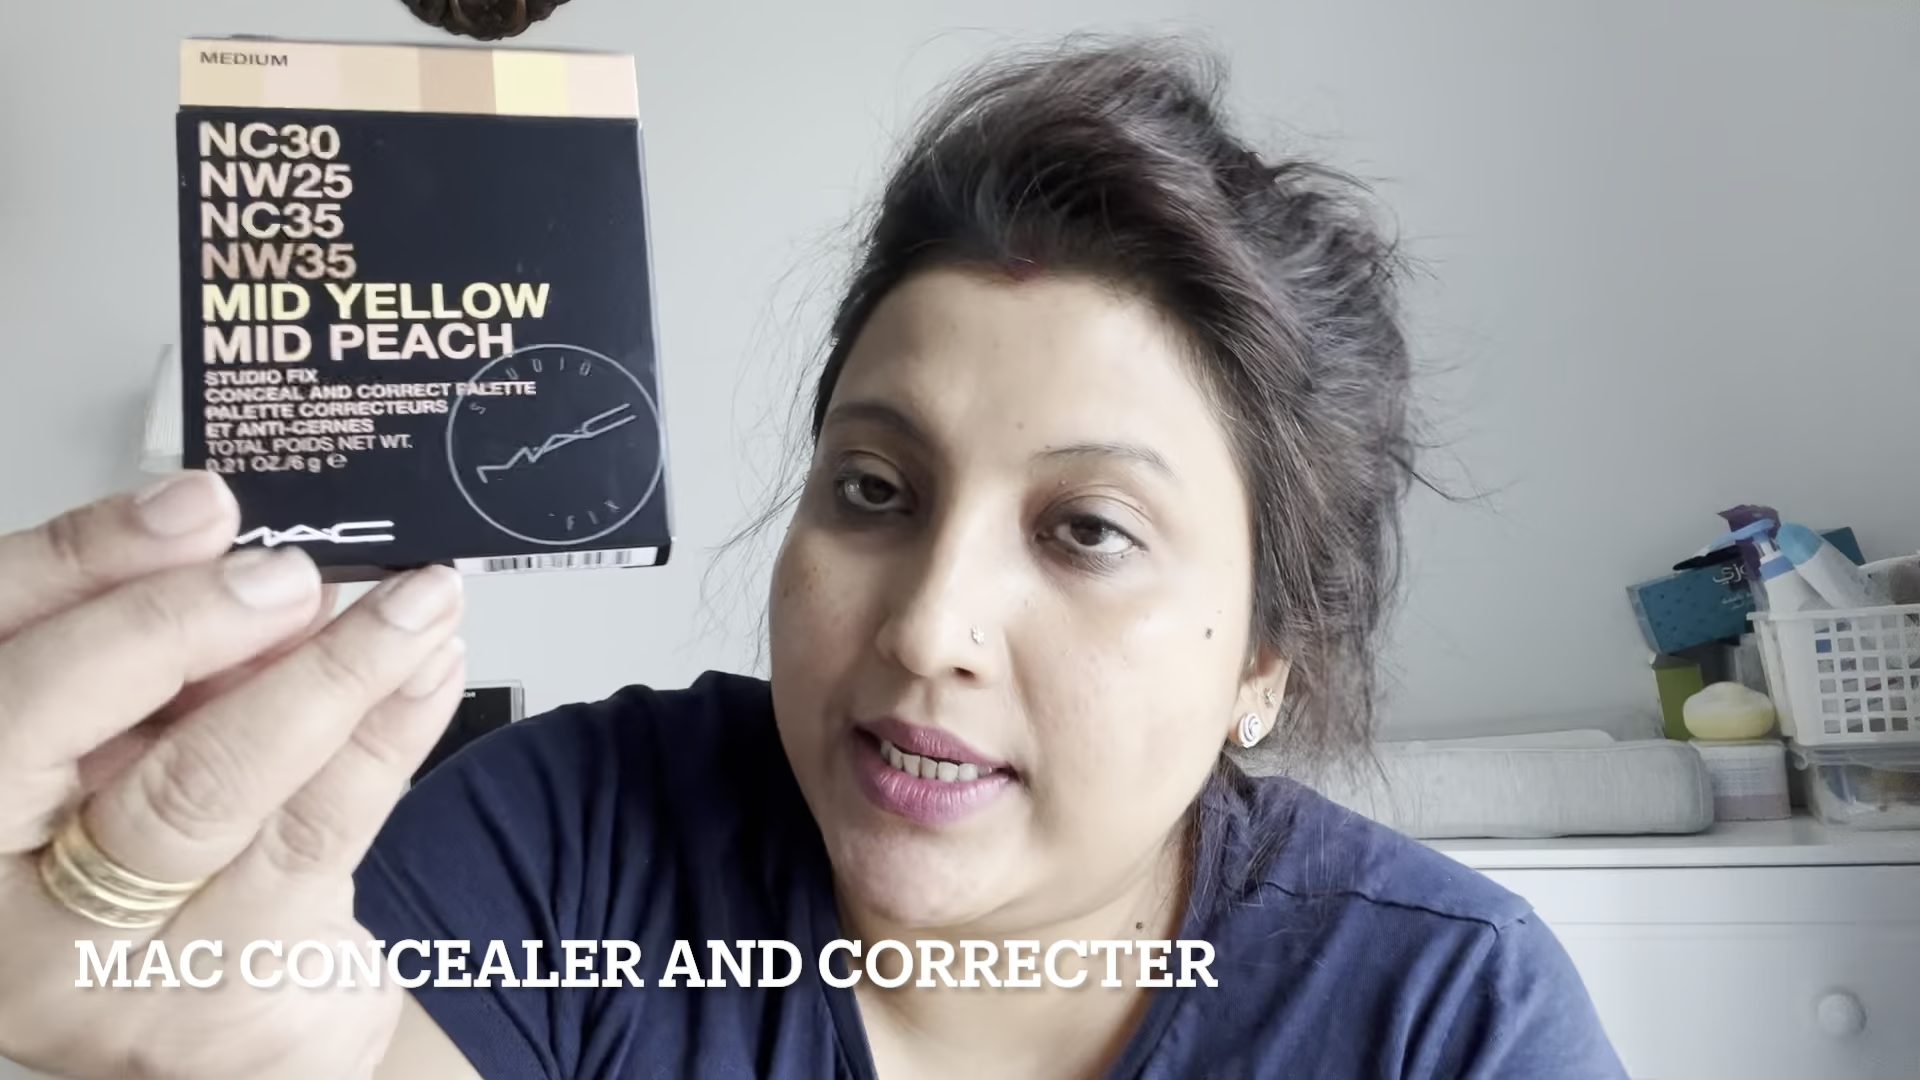 MEDIUM
NC30
NW25
NC35
NW35
MID YELLOW
MID PEACH
STUDIO FIX
CONCEAL AND CORRECT PALETTE
PALETTE CORRECTEURS
ET ANTI-CERNES
TOTAL POIDS NET WT.
0.21 OZ./6 g ℮
STUDIO
MAC
FIX
MAC
MAC CONCEALER AND CORRECTER